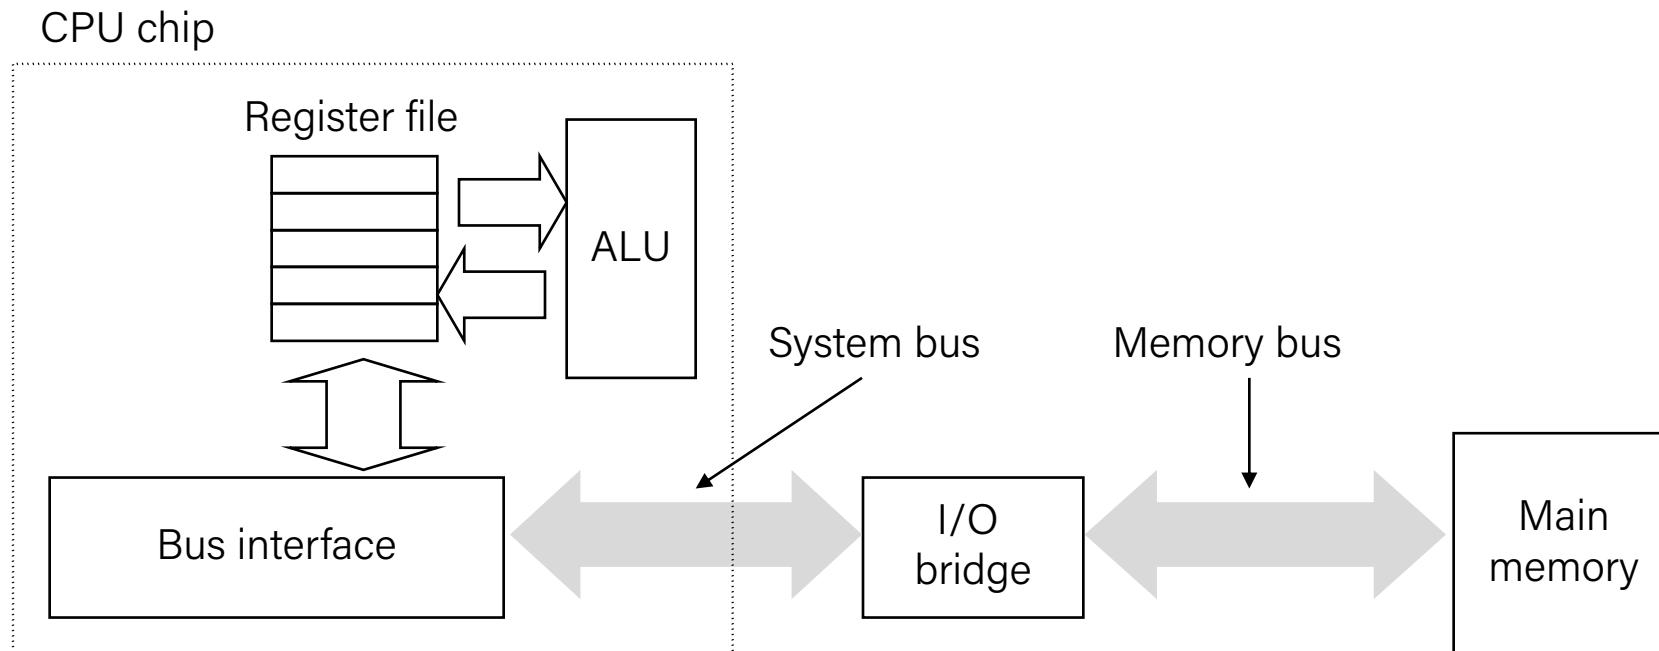 CPU chip
Register file
ALU
System bus
Memory bus
Bus interface
I/O
bridge
Main
memory